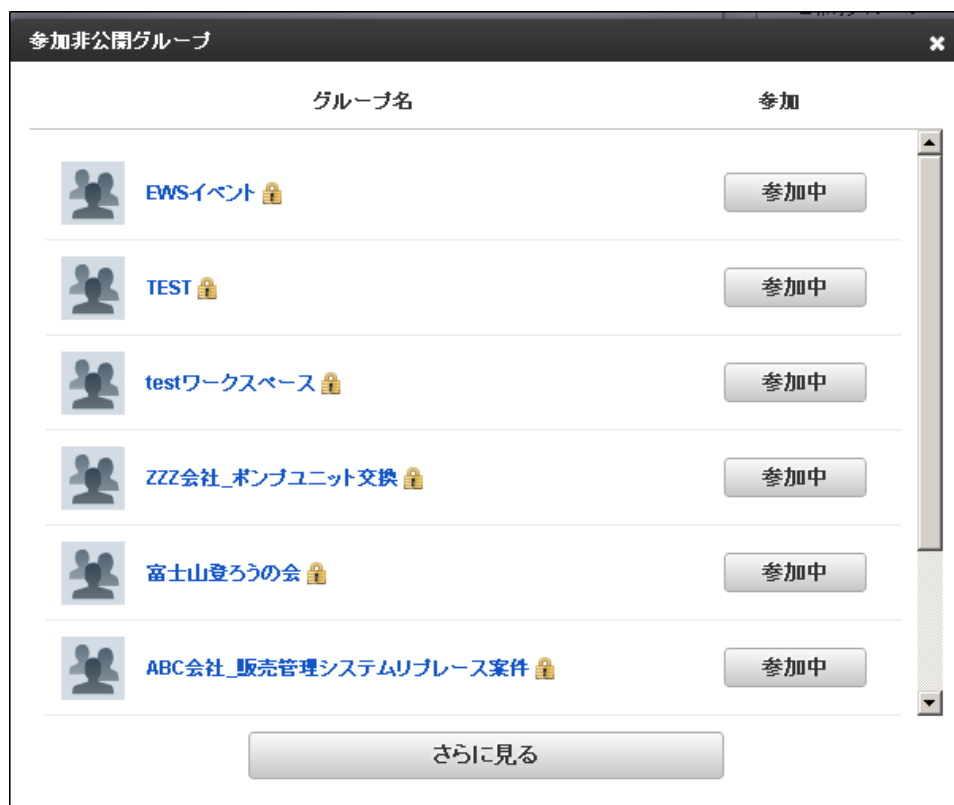 参加非公開グループ
グループ名 参加
EWSイベント 参加中
TEST 参加中
testワークスペース 参加中
ZZZ会社_ポンプユニット交換 参加中
富士山登ろうの会 参加中
ABC会社_販売管理システムリプレース案件 参加中
さらに見る